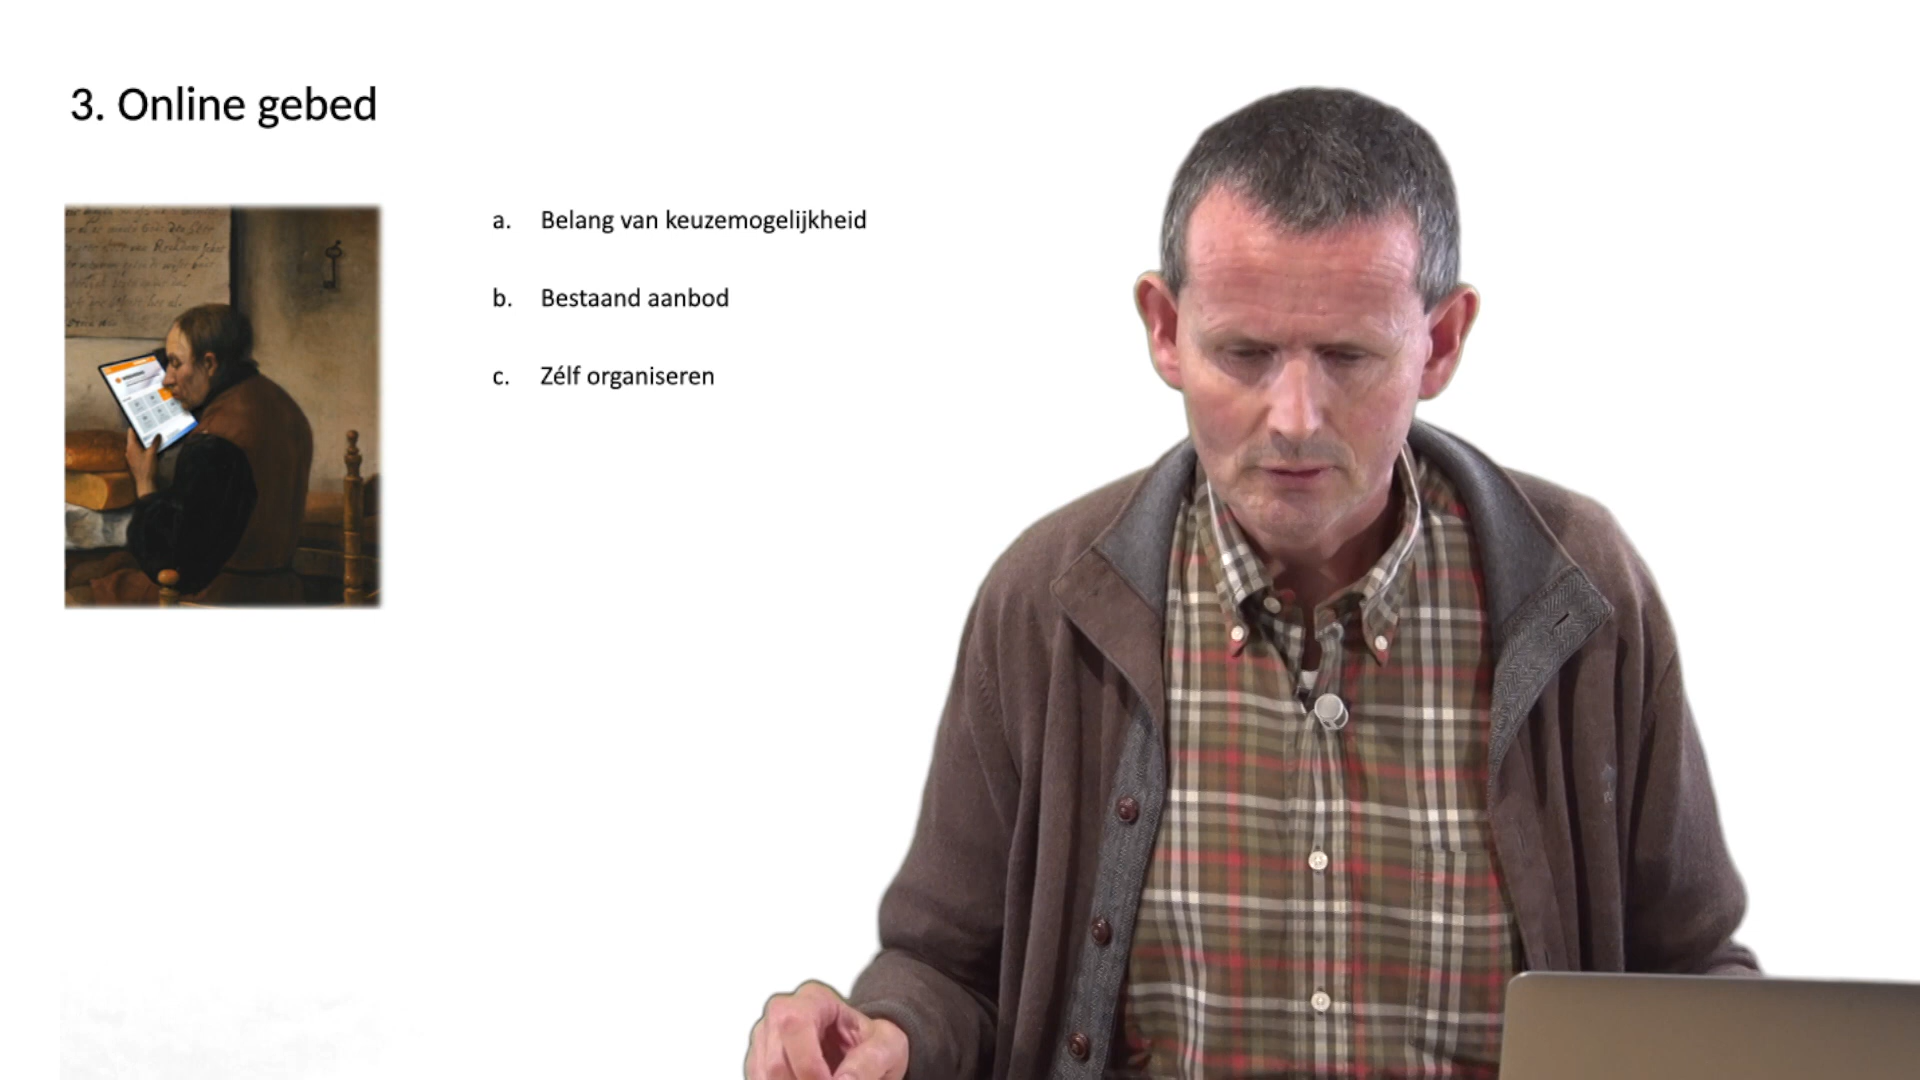 3. Online gebed
a. Belang van keuzemogelijkheid
b. Bestaand aanbod
c. Zélf organiseren